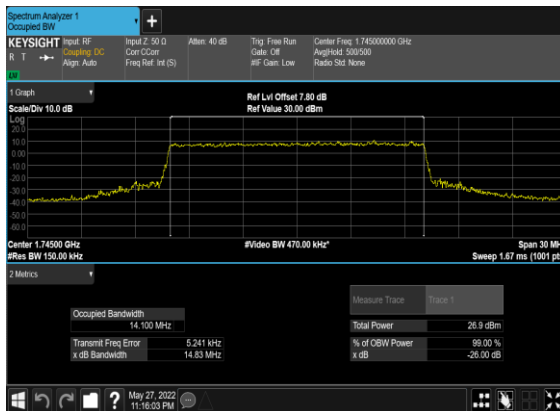 Spectrum Analyzer 1
Occupied BW
KEYSIGHT
R T
Input: RF
Coupling: DC
Align: Auto
Input Z: 50 Ω
Corr CCorr
Freq Ref: Int (S)
Atten: 40 dB
Trig: Free Run
Gate: Off
#IF Gain: Low
Center Freq: 1.745000000 GHz
Avg|Hold: 500/500
Radio Std: None
1 Graph
Scale/Div 10.0 dB
Ref Lvl Offset 7.80 dB
Ref Value 30.00 dBm
Log
20.0
10.0
0.00
-10.0
-20.0
-30.0
-40.0
-50.0
-60.0
Center 1.74500 GHz
#Video BW 470.00 kHz*
Span 30 MH
#Res BW 150.00 kHz
Sweep 1.67 ms (1001 pts
2 Metrics
Measure Trace
Trace 1
Occupied Bandwidth
14.100 MHz
Total Power
26.9 dBm
Transmit Freq Error
5.241 kHz
% of OBW Power
99.00 %
x dB Bandwidth
14.83 MHz
x dB
-26.00 dB
May 27, 2022
11:16:03 PM